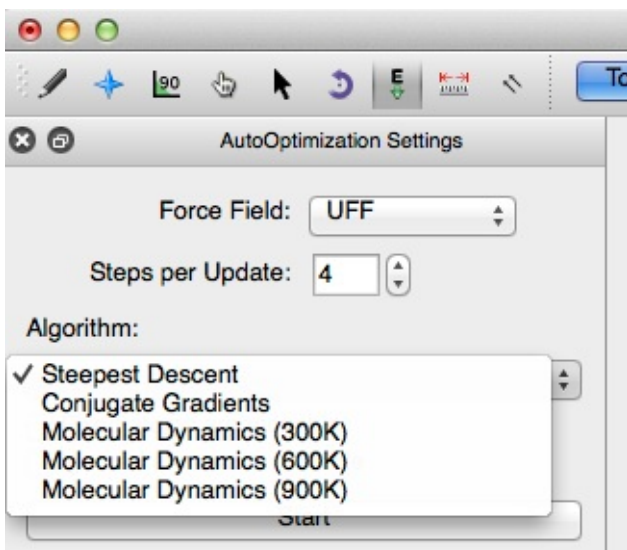 90
E
To
AutoOptimization Settings
Force Field: UFF
Steps per Update: 4
Algorithm:
Steepest Descent
Conjugate Gradients
Molecular Dynamics (300K)
Molecular Dynamics (600K)
Molecular Dynamics (900K)
Start